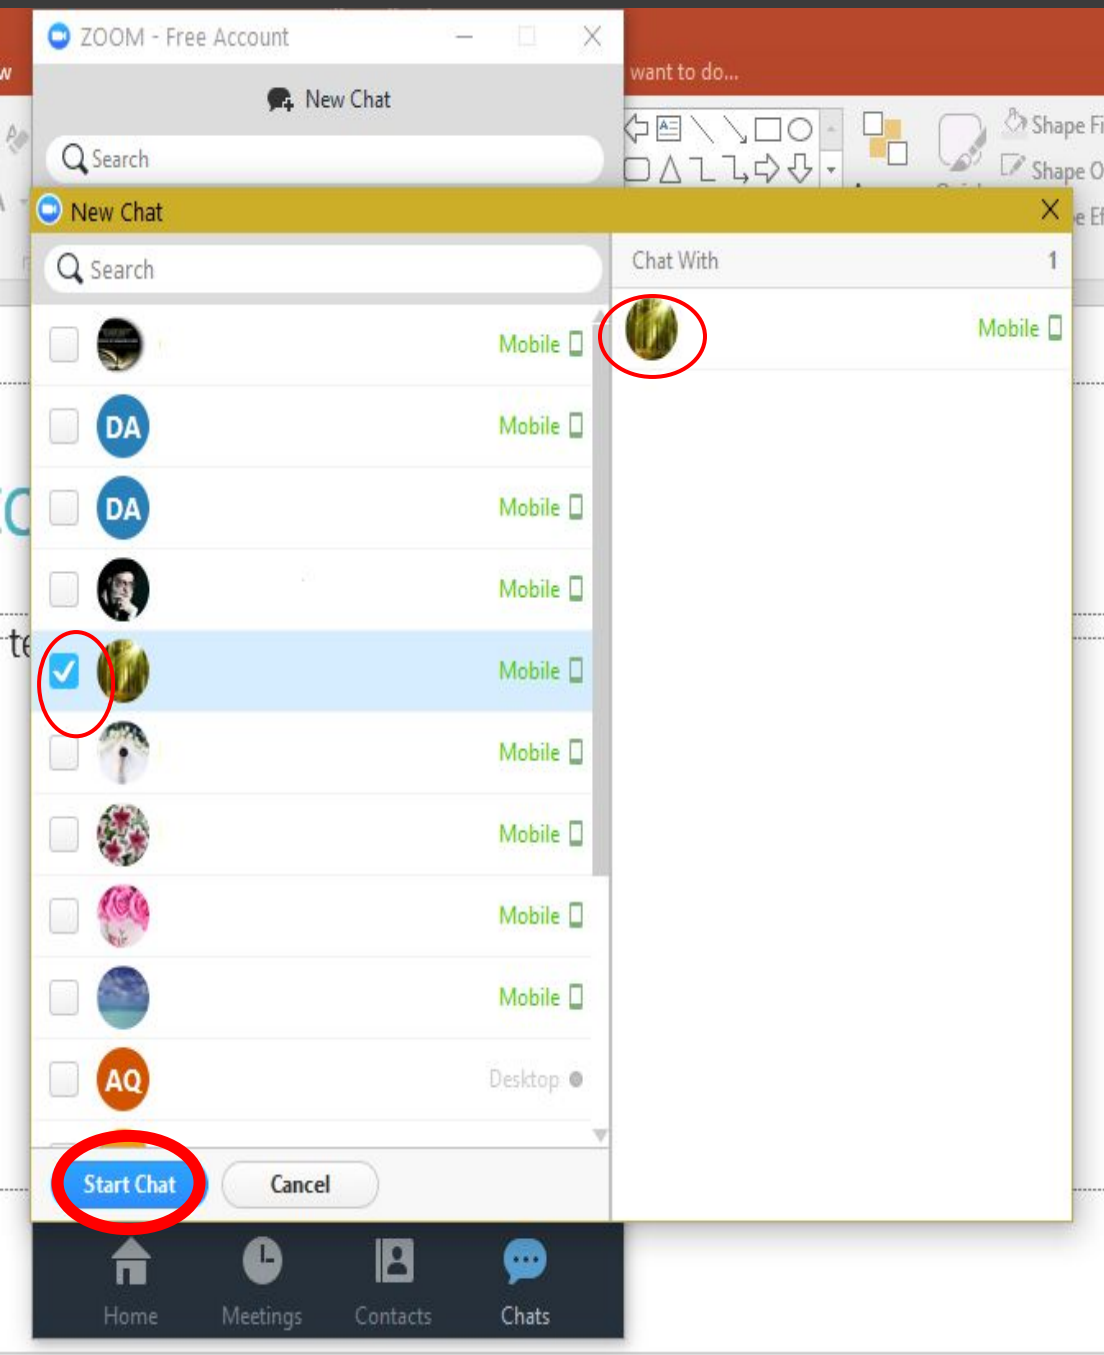 ZOOM - Free Account
want to do...
New Chat
Search
Shape Fi
Shape O
New Chat
e Ef
Search
Chat With 1
Mobile
Mobile
DA Mobile
DA Mobile
Mobile
te
Mobile
Mobile
Mobile
Mobile
Mobile
AQ Desktop
Start Chat Cancel
Home Meetings Contacts Chats